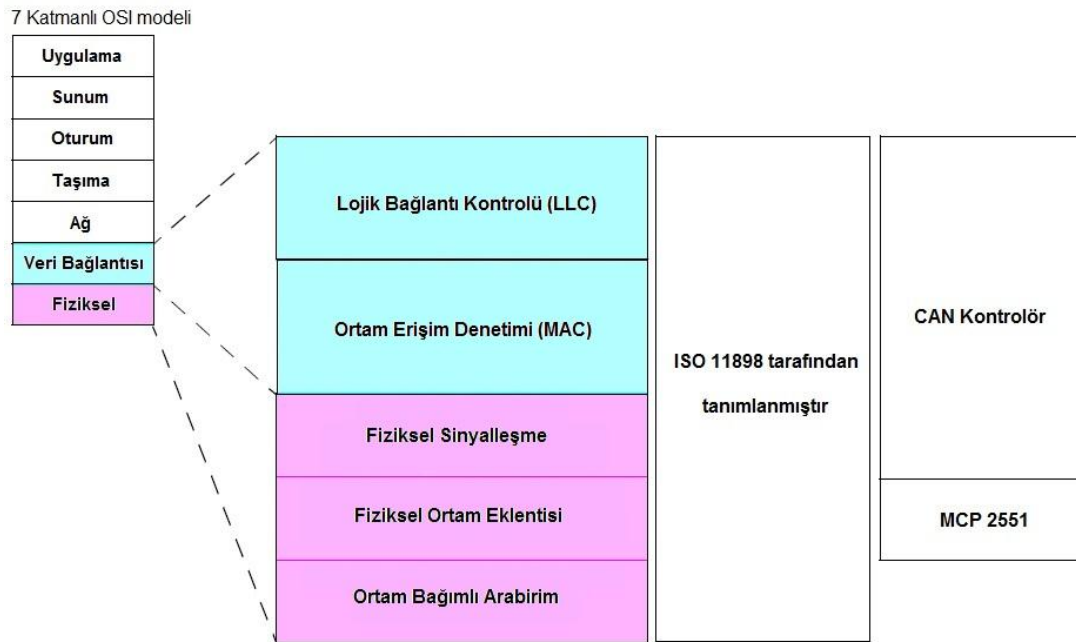 7 Katmanlı OSI modeli
Uygulama
Sunum
Oturum
Taşıma
Ağ
Veri Bağlantısı
Fiziksel
Lojik Bağlantı Kontrolü (LLC)
Ortam Erişim Denetimi (MAC)
Fiziksel Sinyalleşme
Fiziksel Ortam Eklentisi
Ortam Bağımlı Arabirim
ISO 11898 tarafından
tanımlanmıştır
CAN Kontrolör
MCP 2551